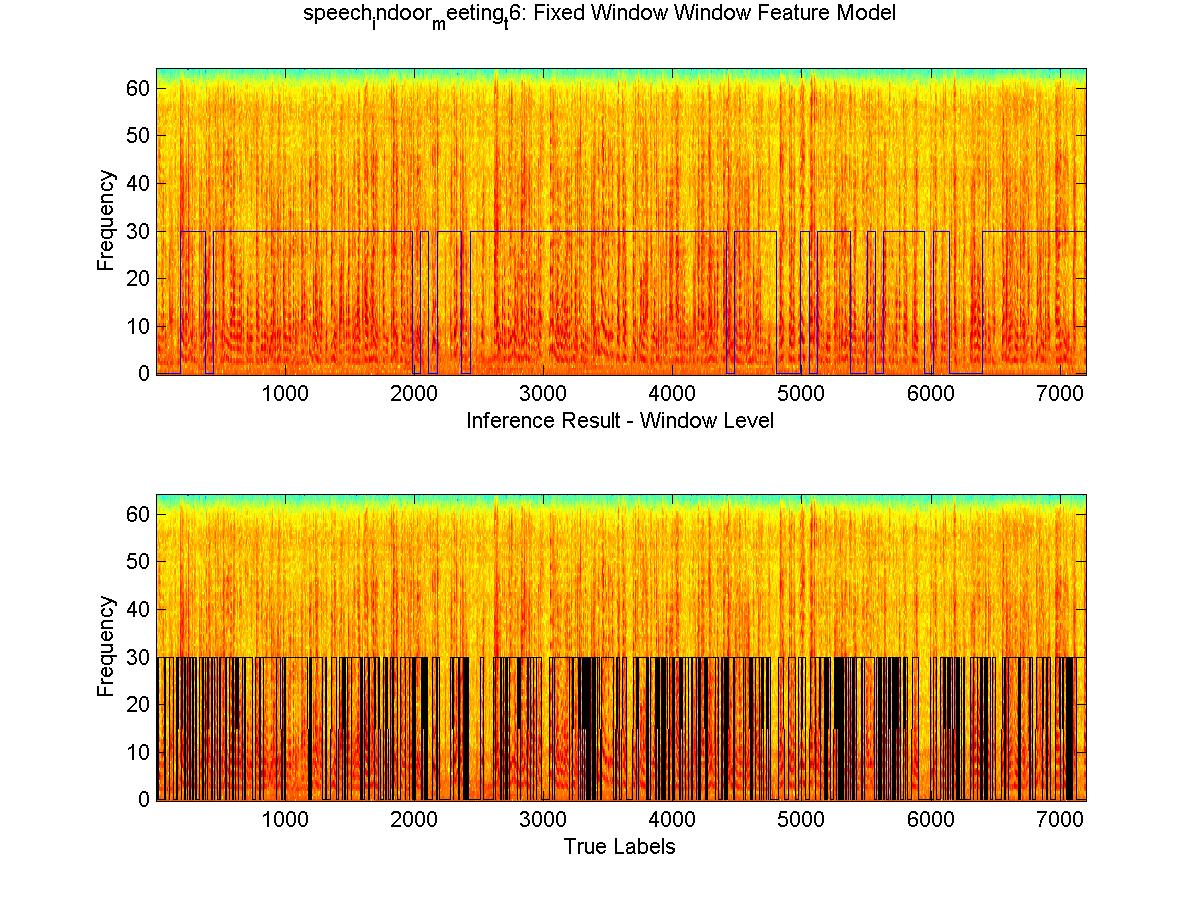 speechindoormeetingt6: Fixed Window Window Feature Model
60
50
40
30
20
10
0
Frequency
1000 2000 3000 4000 5000 6000 7000
Inference Result - Window Level
60
50
40
30
20
10
0
Frequency
1000 2000 3000 4000 5000 6000 7000
True Labels